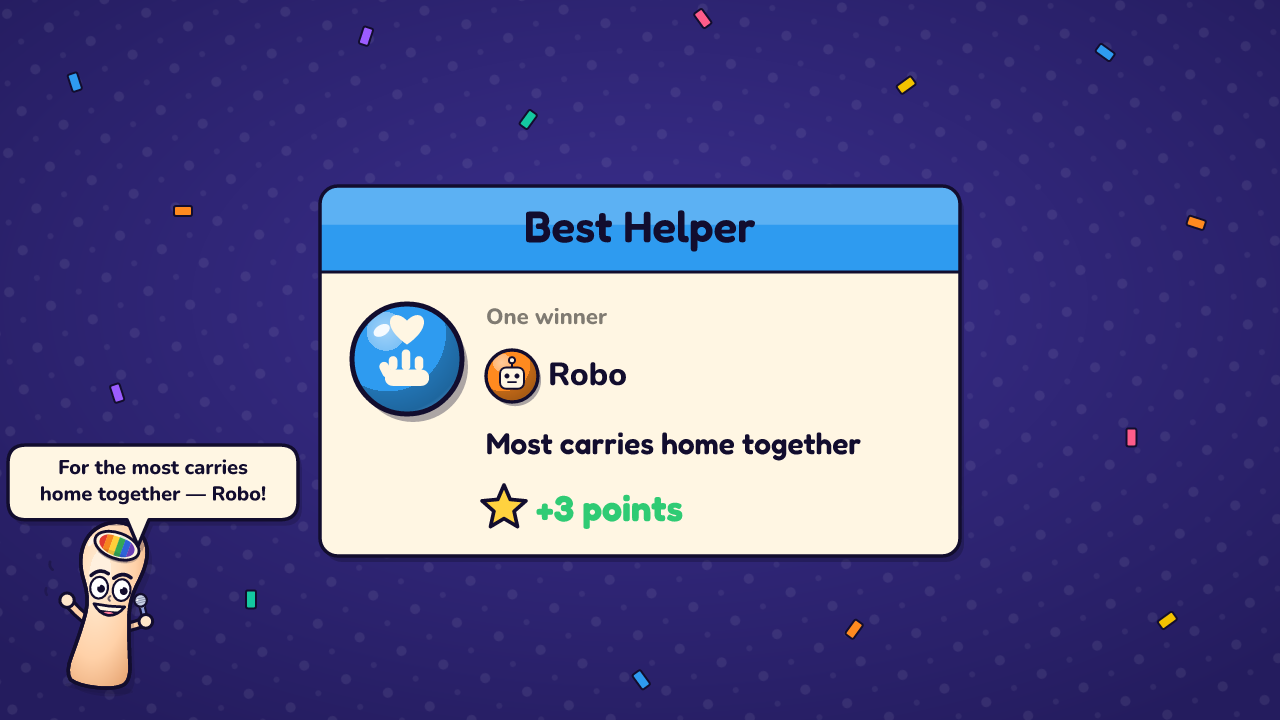 Best Helper
One winner
Robo
Most carries home together
+3 points
For the most carries
home together — Robo!